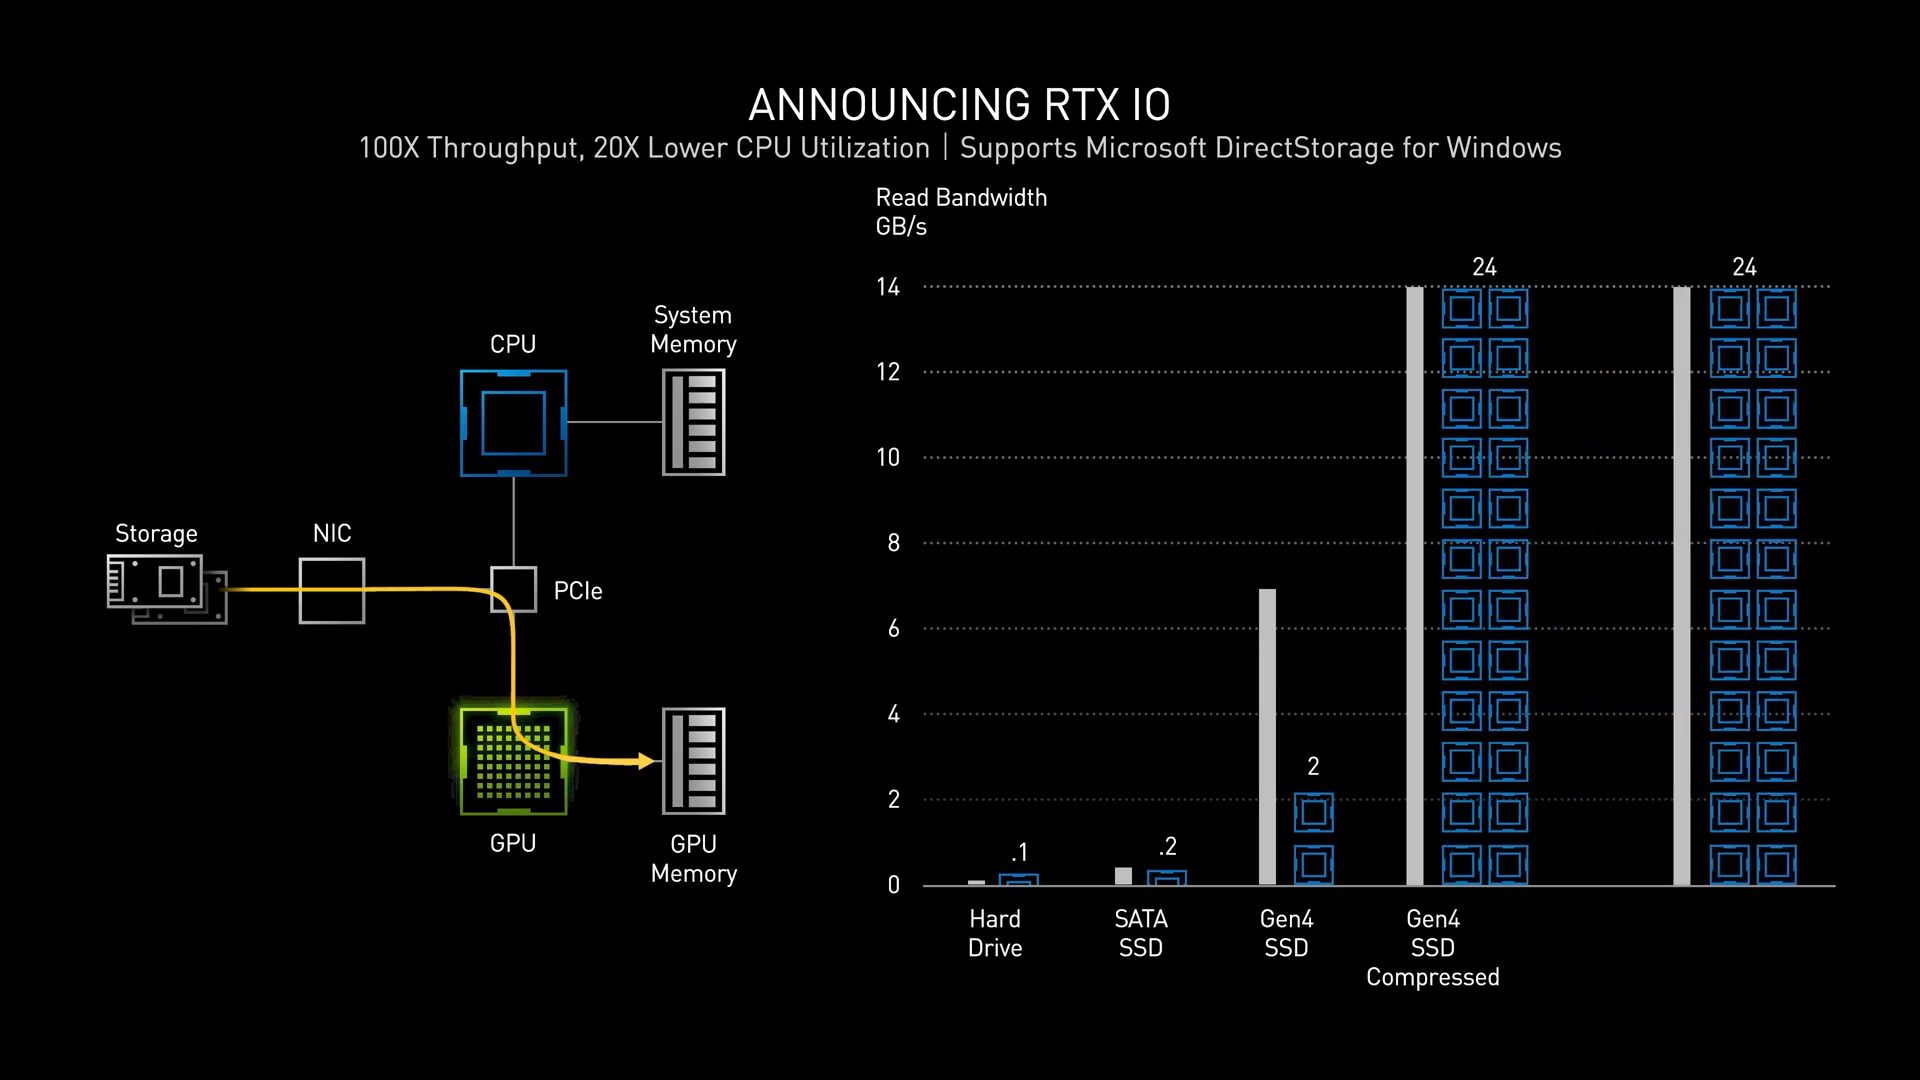 ANNOUNCING RTX IO
100X Throughput, 20X Lower CPU Utilization | Supports Microsoft DirectStorage for Windows
Storage
NIC
CPU
System
Memory
PCIe
GPU
GPU
Memory
Read Bandwidth
GB/s
14
12
10
8
6
4
2
0
.1
.2
2
24
24
Hard
Drive
SATA
SSD
Gen4
SSD
Gen4
SSD
Compressed